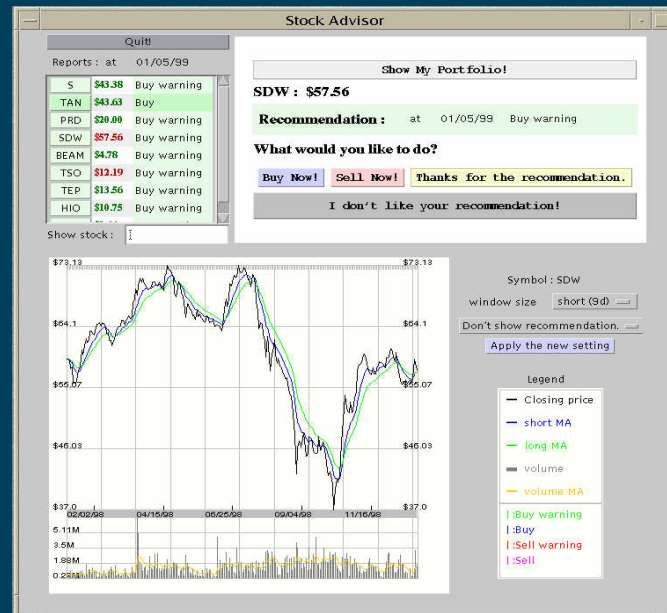 Stock Advisor
Quit!
Reports : at 01/05/99
S $43.38 Buy warning
TAN $43.63 Buy
PRD $20.00 Buy warning
SDW $57.56 Buy warning
BEAM $4.78 Buy warning
TSO $12.19 Buy warning
TEP $13.56 Buy warning
HIO $10.75 Buy warning
Show stock :
Show My Portfolio!
SDW : $57.56
Recommendation : at 01/05/99 Buy warning
What would you like to do?
Buy Now! Sell Now! Thanks for the recommendation.
I don't like your recommendation!
$73.13 $73.13
$64.1 $64.1
$55.07 $55.07
$46.03 $46.03
$37.0 $37.0
02/02/98 04/15/98 06/25/98 09/04/98 11/16/98
5.11M
3.5M
1.88M
Symbol : SDW
window size short (9d)
Don't show recommendation.
Apply the new setting
Legend
Closing price
short MA
long MA
volume
volume MA
|:Buy warning
|:Buy
|:Sell warning
|:Sell